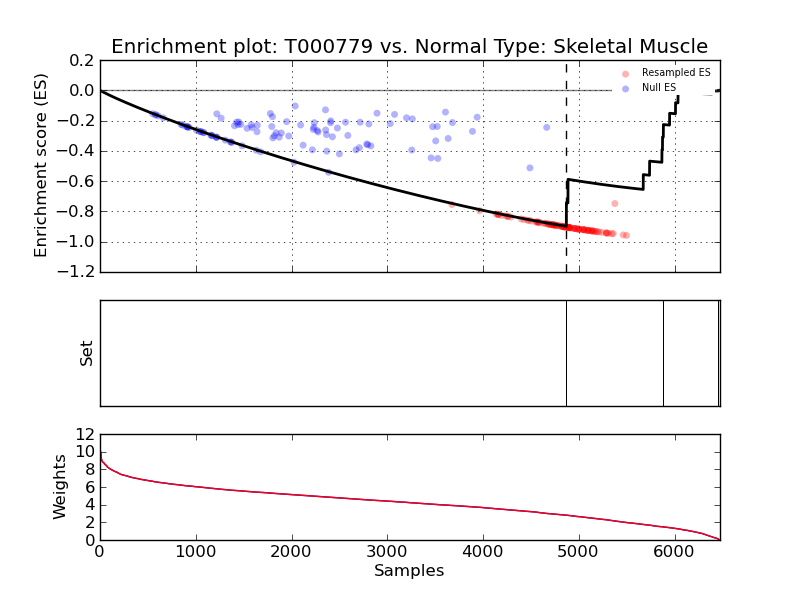 Enrichment plot: T000779 vs. Normal Type: Skeletal Muscle
Enrichment score (ES)
0.2
0.0
−0.2
−0.4
−0.6
−0.8
−1.0
−1.2
Resampled ES
Null ES
Set
Weights
12
10
8
6
4
2
0
0 1000 2000 3000 4000 5000 6000
Samples